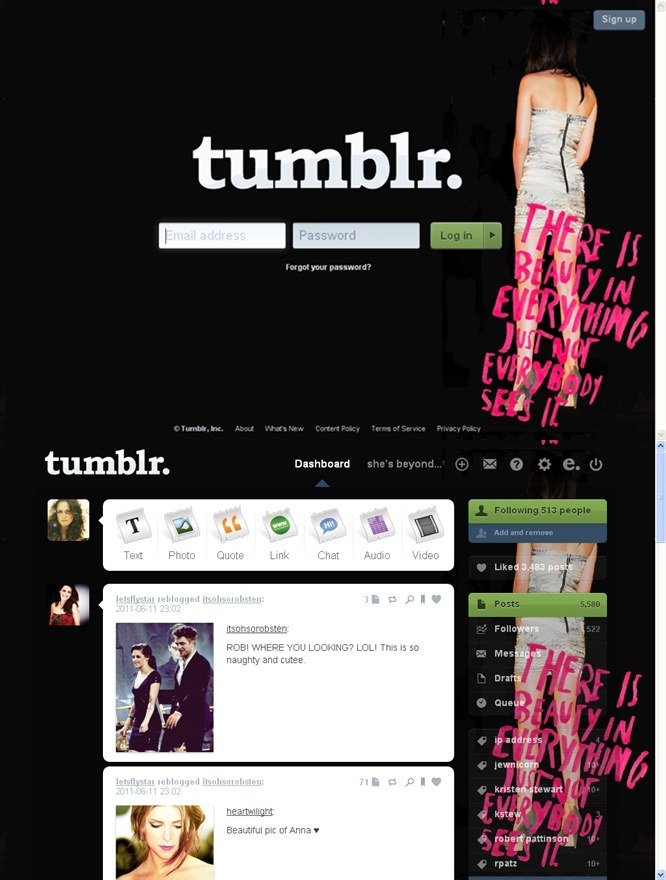 Sign up
tumblr.
Email address
Password
Log in
Forgot your password?
THERE IS
BEAUTY IN
EVERYTHING
JUST NOT
EVERYBODY
SEES IT
© Tumblr, Inc. About What's New Content Policy Terms of Service Privacy Policy
tumblr.
Dashboard she's beyond...
T
WWW
Hi!
Text Photo Quote Link Chat Audio Video
Following 513 people
Add and remove
Liked 3,483 posts
letsflystar reblogged itsohsorobsten:
2011-06-11 23:02
3
itsohsorobsten:
ROB! WHERE YOU LOOKING? LOL! This is so
naughty and cutee.
Posts 5,580
Followers 522
Messages
Drafts
Queue
THERE IS
BEAUTY IN
EVERYTHING
JUST NOT
EVERYBODY
SEES IT
ip address 4
jewnicorn
kristen stewart 10+
kstew 3
robert pattinson
rpatz 10+
letsflystar reblogged heartwilight:
2011-06-11 23:02
71
heartwilight:
Beautiful pic of Anna ♥